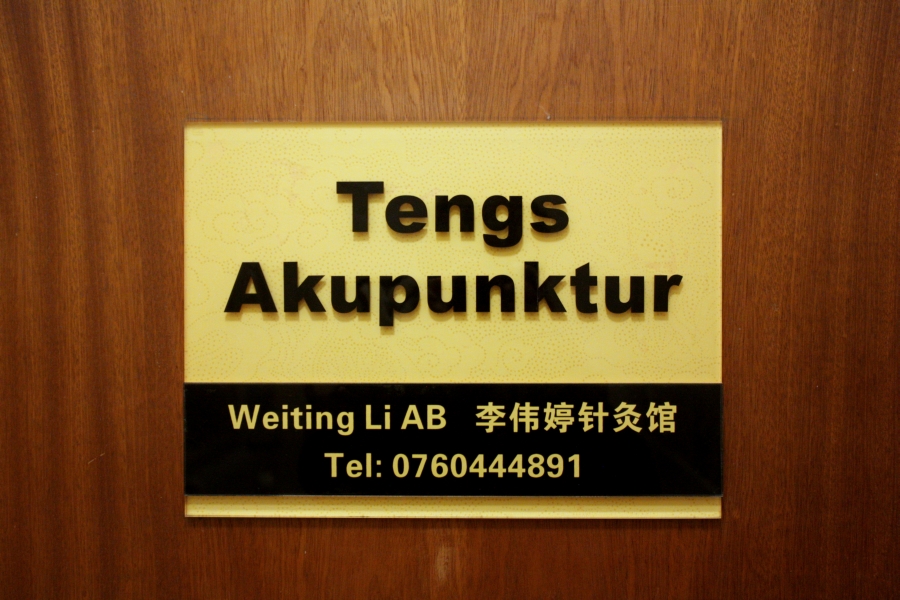 Tengs
Akupunktur
Weiting Li AB 李伟婷针灸馆
Tel: 0760444891